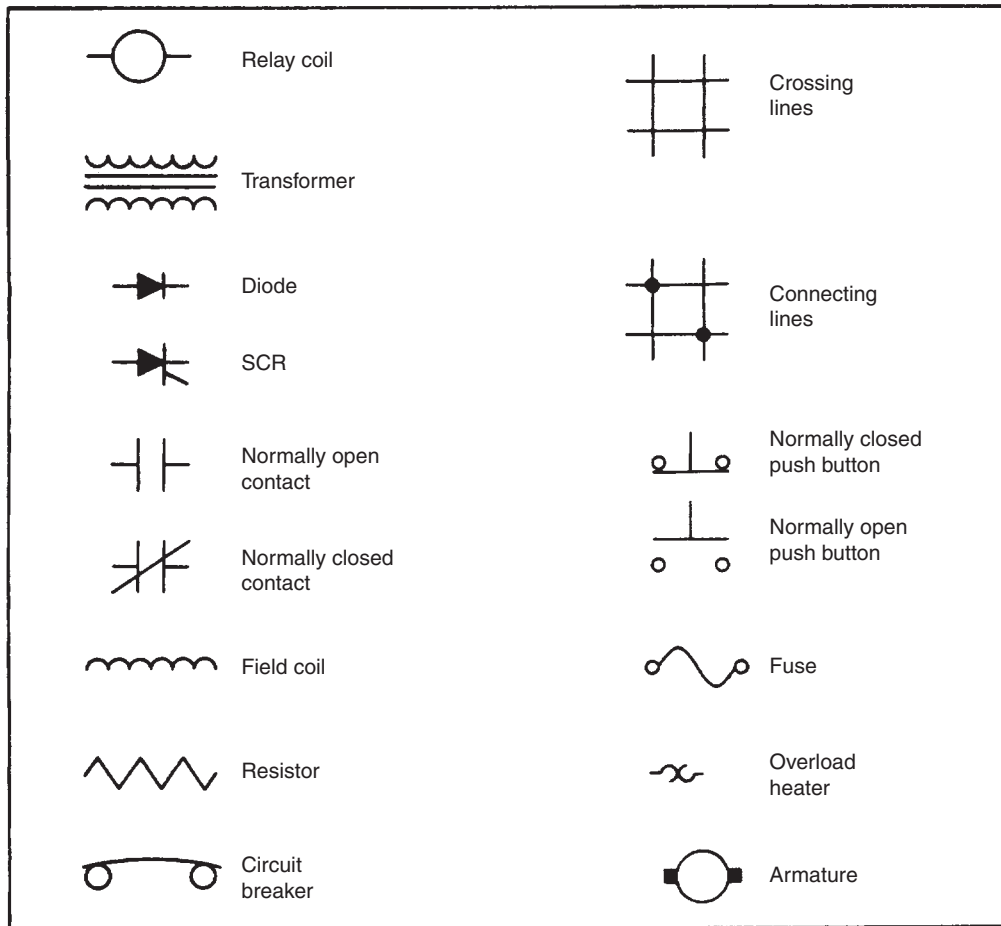 Relay coil
Transformer
Diode
SCR
Normally open
contact
Normally closed
contact
Field coil
Resistor
Circuit
breaker
Crossing
lines
Connecting
lines
Normally closed
push button
Normally open
push button
Fuse
Overload
heater
Armature